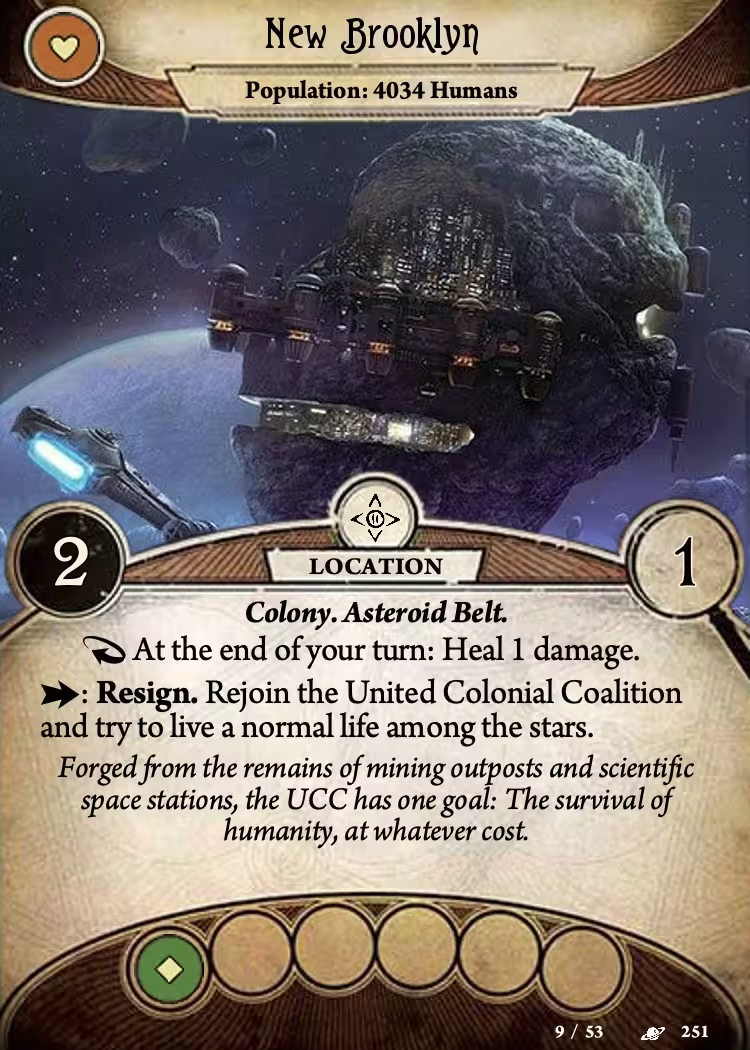 New Brooklyn
Population: 4034 Humans
2
LOCATION
1
Colony. Asteroid Belt.
At the end of your turn: Heal 1 damage.
: Resign. Rejoin the United Colonial Coalition
and try to live a normal life among the stars.
Forged from the remains of mining outposts and scientific
space stations, the UCC has one goal: The survival of
humanity, at whatever cost.
9 / 53 251